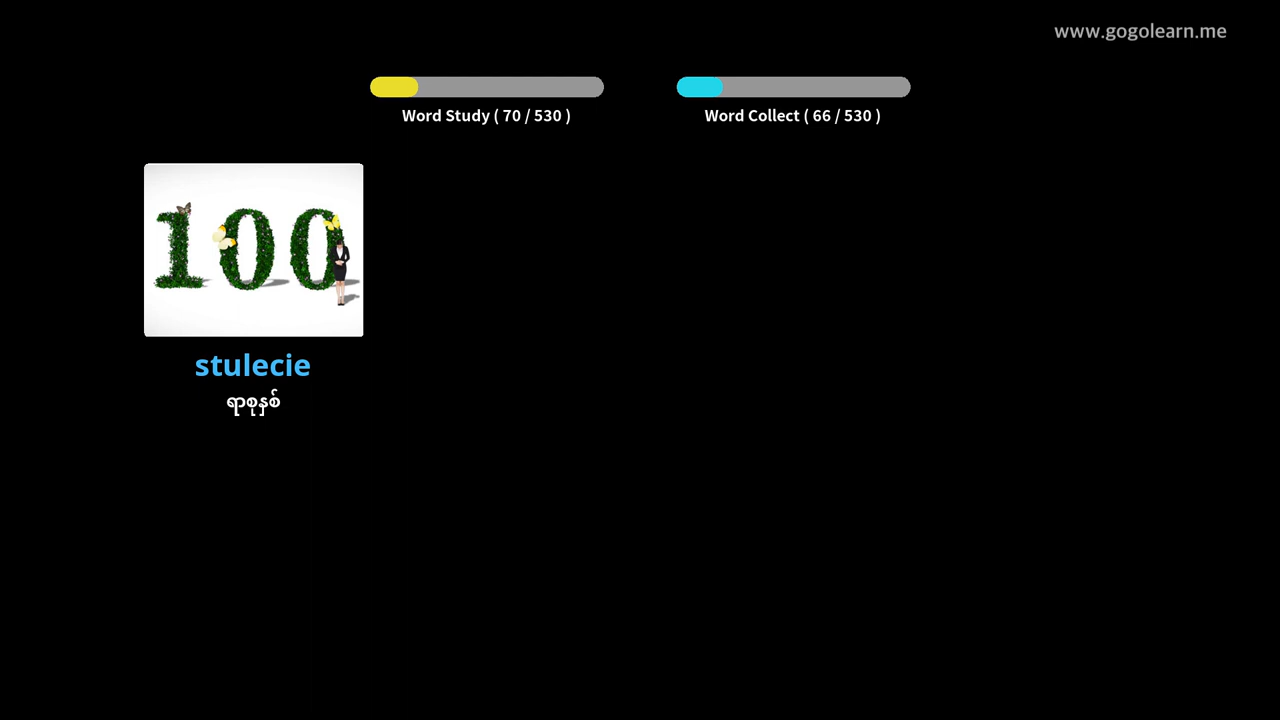 www.gogolearn.me
Word Study ( 70 / 530 )
Word Collect ( 66 / 530 )
100
stulecie
ရာစုနှစ်